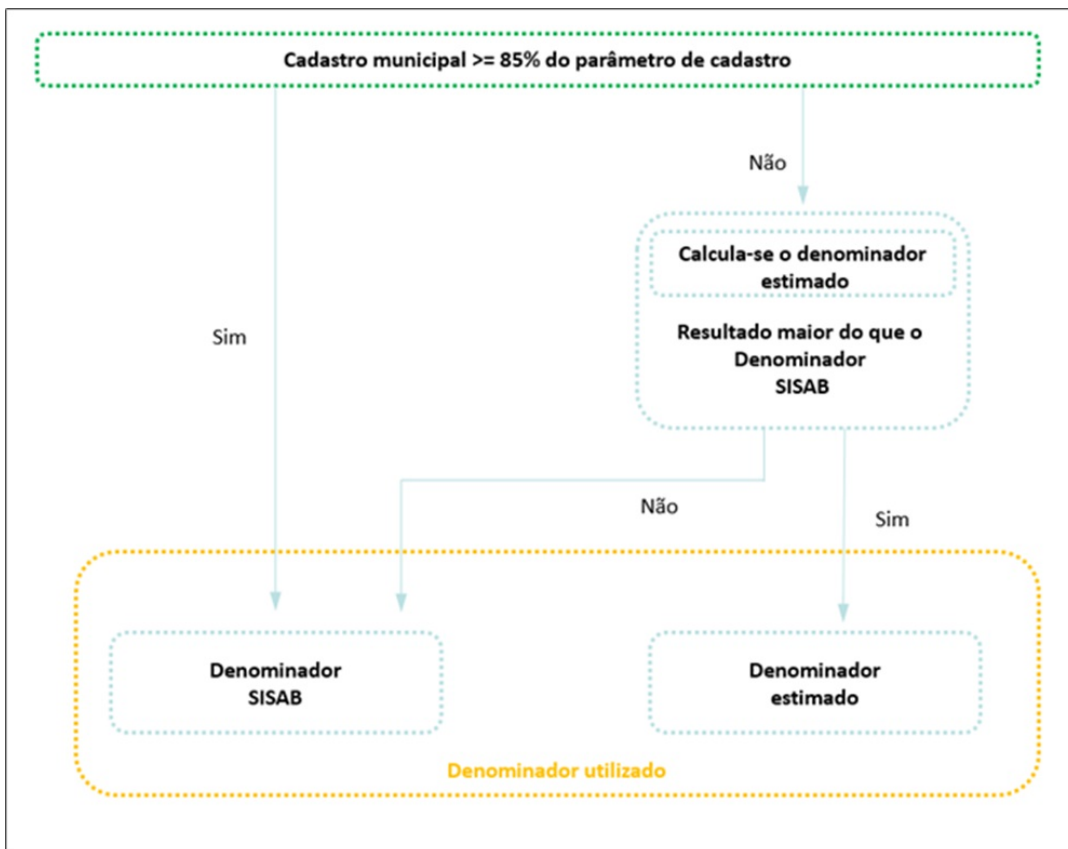 Cadastro municipal >= 85% do parâmetro de cadastro
Não
Calcula-se o denominador
estimado
Sim
Resultado maior do que o
Denominador
SISAB
Não
Sim
Denominador
SISAB
Denominador
estimado
Denominador utilizado